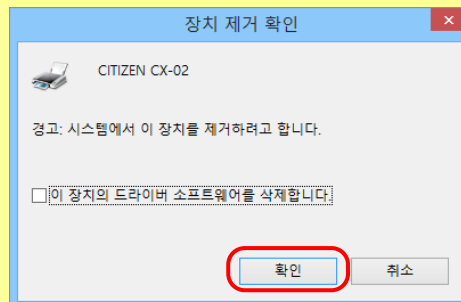 장치 제거 확인
CITIZEN CX-02
경고: 시스템에서 이 장치를 제거하려고 합니다.
이 장치의 드라이버 소프트웨어를 삭제합니다.
확인 취소